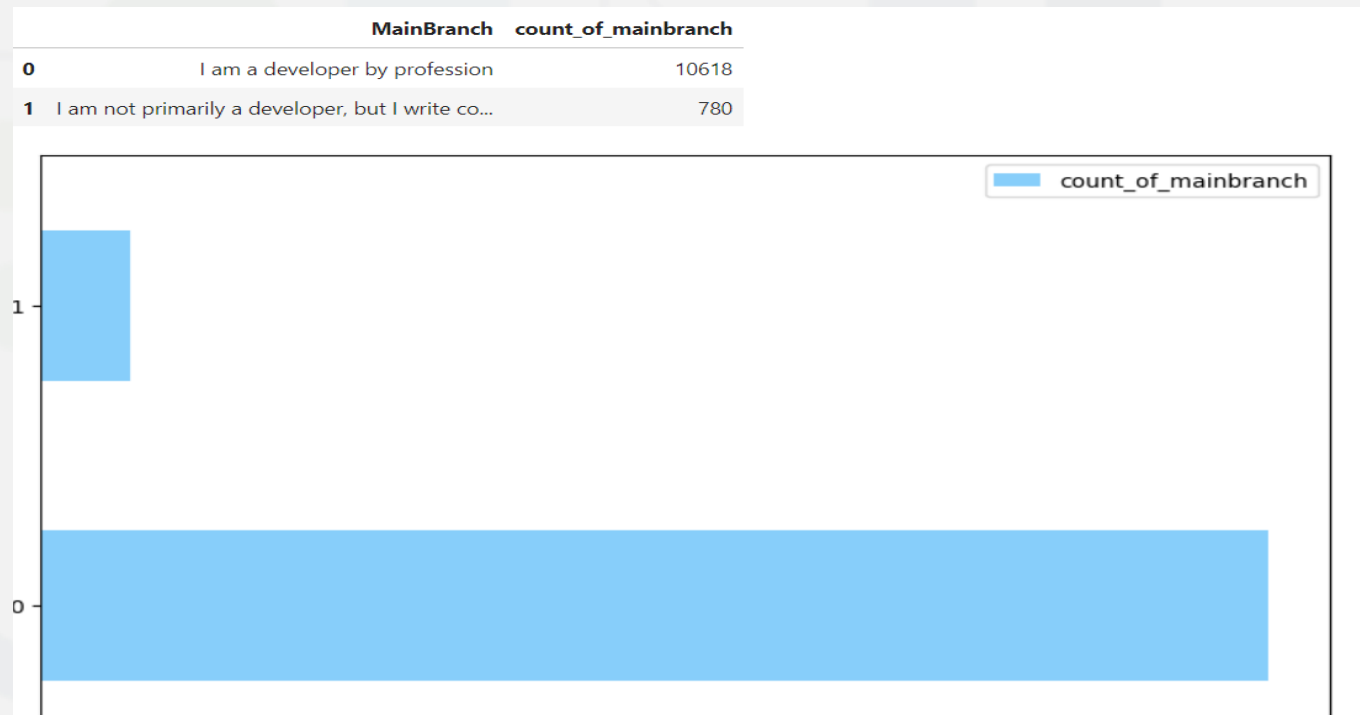 MainBranch count_of_mainbranch
0 I am a developer by profession 10618
1 I am not primarily a developer, but I write co... 780
count_of_mainbranch
1
0